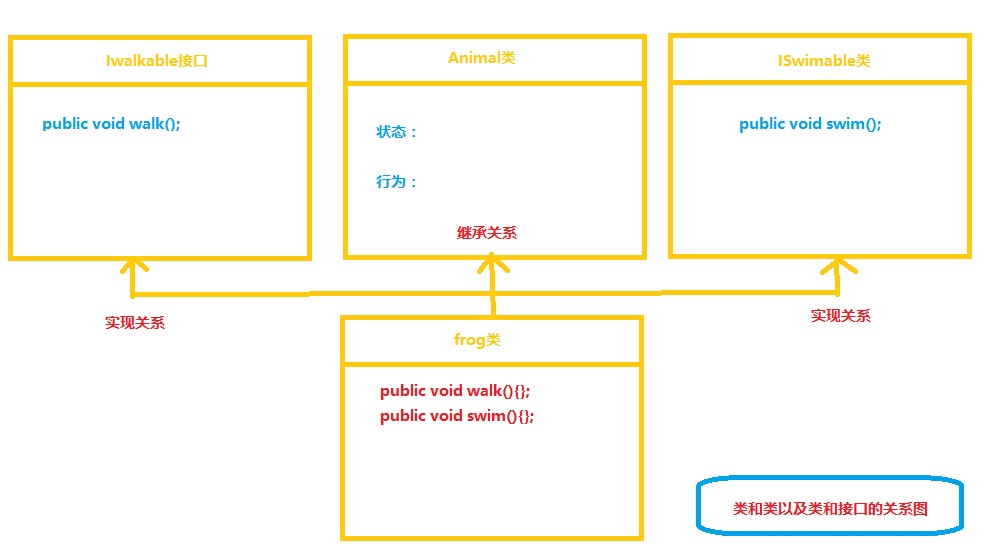 Iwalkable接口
public void walk();
Animal类
状态：
行为：
继承关系
ISwimable类
public void swim();
实现关系
实现关系
frog类
public void walk(){};
public void swim(){};
类和类以及类和接口的关系图